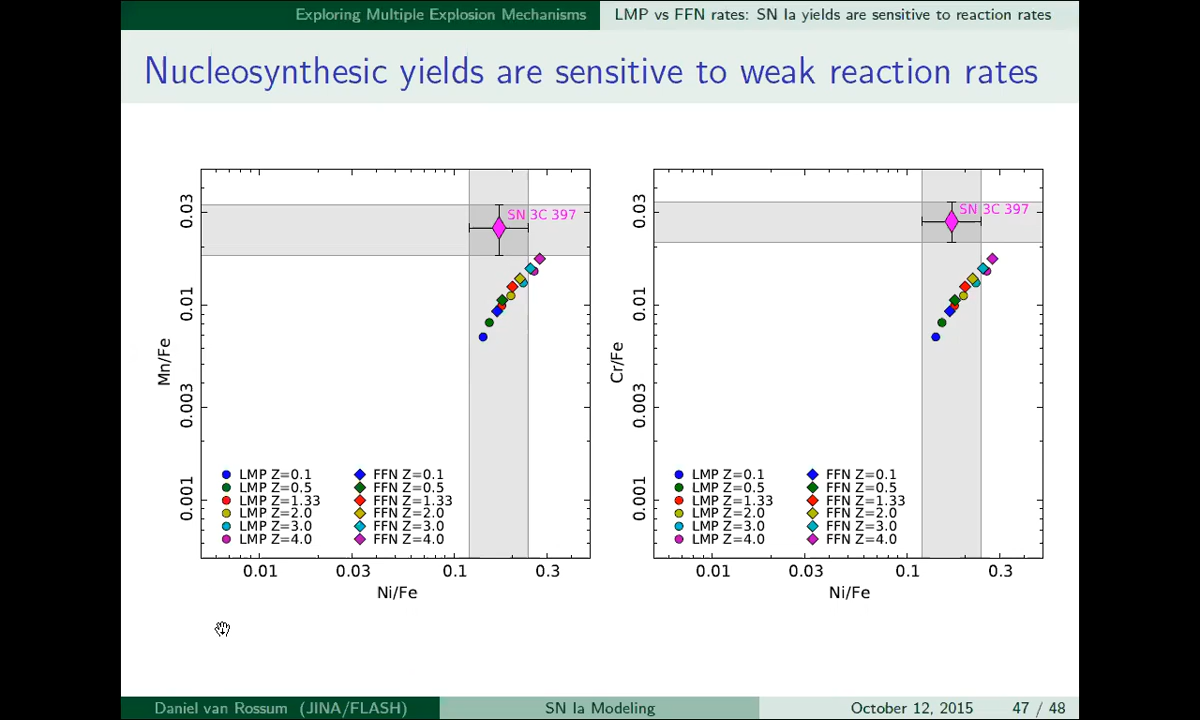 Exploring Multiple Explosion Mechanisms LMP vs FFN rates: SN Ia yields are sensitive to reaction rates
Nucleosynthesic yields are sensitive to weak reaction rates
Mn/Fe
0.03
0.01
0.003
0.001
SN 3C 397
LMP Z=0.1 FFN Z=0.1
LMP Z=0.5 FFN Z=0.5
LMP Z=1.33 FFN Z=1.33
LMP Z=2.0 FFN Z=2.0
LMP Z=3.0 FFN Z=3.0
LMP Z=4.0 FFN Z=4.0
0.01 0.03 0.1 0.3
Ni/Fe
Cr/Fe
0.03
0.01
0.003
0.001
SN 3C 397
LMP Z=0.1 FFN Z=0.1
LMP Z=0.5 FFN Z=0.5
LMP Z=1.33 FFN Z=1.33
LMP Z=2.0 FFN Z=2.0
LMP Z=3.0 FFN Z=3.0
LMP Z=4.0 FFN Z=4.0
0.01 0.03 0.1 0.3
Ni/Fe
Daniel van Rossum (JINA/FLASH) SN Ia Modeling October 12, 2015 47 / 48